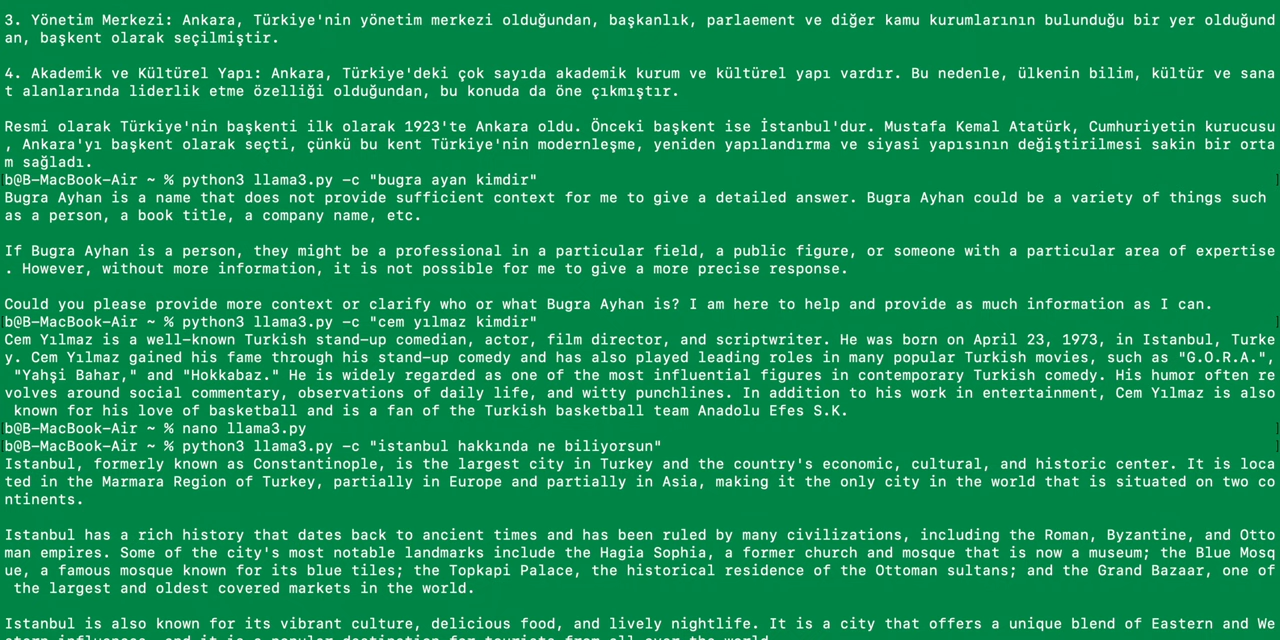 3. Yönetim Merkezi: Ankara, Türkiye'nin yönetim merkezi olduğundan, başkanlık, parlaement ve diğer kamu kurumlarının bulunduğu bir yer olduğund
an, başkent olarak seçilmiştir.
4. Akademik ve Kültürel Yapı: Ankara, Türkiye'deki çok sayıda akademik kurum ve kültürel yapı vardır. Bu nedenle, ülkenin bilim, kültür ve sana
t alanlarında liderlik etme özelliği olduğundan, bu konuda da öne çıkmıştır.
Resmi olarak Türkiye'nin başkenti ilk olarak 1923'te Ankara oldu. Önceki başkent ise İstanbul'dur. Mustafa Kemal Atatürk, Cumhuriyetin kurucusu
, Ankara'yı başkent olarak seçti, çünkü bu kent Türkiye'nin modernleşme, yeniden yapılandırma ve siyasi yapısının değiştirilmesi sakin bir orta
m sağladı.
b@B-MacBook-Air ~ % python3 llama3.py -c "bugra ayan kimdir"
Bugra Ayhan is a name that does not provide sufficient context for me to give a detailed answer. Bugra Ayhan could be a variety of things such
as a person, a book title, a company name, etc.
If Bugra Ayhan is a person, they might be a professional in a particular field, a public figure, or someone with a particular area of expertise
. However, without more information, it is not possible for me to give a more precise response.
Could you please provide more context or clarify who or what Bugra Ayhan is? I am here to help and provide as much information as I can.
b@B-MacBook-Air ~ % python3 llama3.py -c "cem yılmaz kimdir"
Cem Yılmaz is a well-known Turkish stand-up comedian, actor, film director, and scriptwriter. He was born on April 23, 1973, in Istanbul, Turke
y. Cem Yılmaz gained his fame through his stand-up comedy and has also played leading roles in many popular Turkish movies, such as "G.O.R.A.",
"Yahşi Bahar," and "Hokkabaz." He is widely regarded as one of the most influential figures in contemporary Turkish comedy. His humor often re
volves around social commentary, observations of daily life, and witty punchlines. In addition to his work in entertainment, Cem Yılmaz is also
known for his love of basketball and is a fan of the Turkish basketball team Anadolu Efes S.K.
b@B-MacBook-Air ~ % nano llama3.py
b@B-MacBook-Air ~ % python3 llama3.py -c "istanbul hakkında ne biliyorsun"
Istanbul, formerly known as Constantinople, is the largest city in Turkey and the country's economic, cultural, and historic center. It is loca
ted in the Marmara Region of Turkey, partially in Europe and partially in Asia, making it the only city in the world that is situated on two co
ntinents.
Istanbul has a rich history that dates back to ancient times and has been ruled by many civilizations, including the Roman, Byzantine, and Otto
man empires. Some of the city's most notable landmarks include the Hagia Sophia, a former church and mosque that is now a museum; the Blue Mosq
ue, a famous mosque known for its blue tiles; the Topkapi Palace, the historical residence of the Ottoman sultans; and the Grand Bazaar, one of
the largest and oldest covered markets in the world.
Istanbul is also known for its vibrant culture, delicious food, and lively nightlife. It is a city that offers a unique blend of Eastern and We
stern influences, and it is a popular destination for tourists from all over the world.